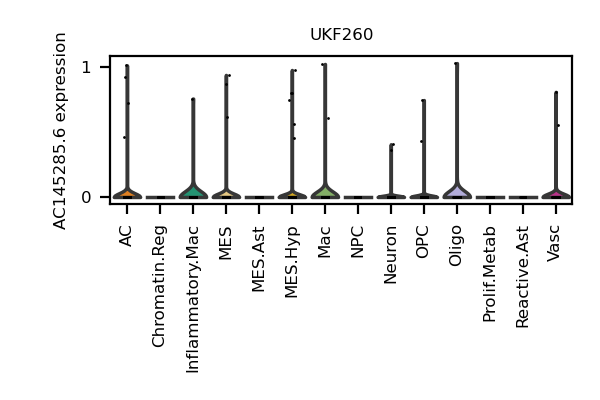 UKF260
AC145285.6 expression
1
0
AC
Chromatin.Reg
Inflammatory.Mac
MES
MES.Ast
MES.Hyp
Mac
NPC
Neuron
OPC
Oligo
Prolif.Metab
Reactive.Ast
Vasc